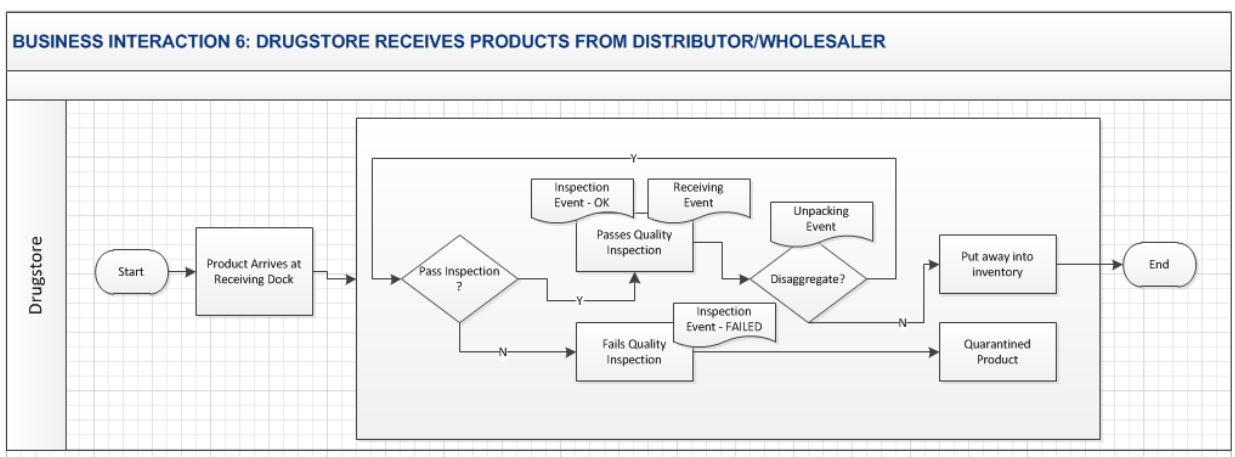 BUSINESS INTERACTION 6: DRUGSTORE RECEIVES PRODUCTS FROM DISTRIBUTOR/WHOLESALER
Drugstore
Start
Product Arrives at
Receiving Dock
Y
Inspection
Event - OK
Receiving
Event
Unpacking
Event
Passes Quality
Inspection
Pass Inspection
?
Y
Disaggregate?
N
Put away into
inventory
End
Inspection
Event - FAILED
N
Fails Quality
Inspection
Quarantined
Product